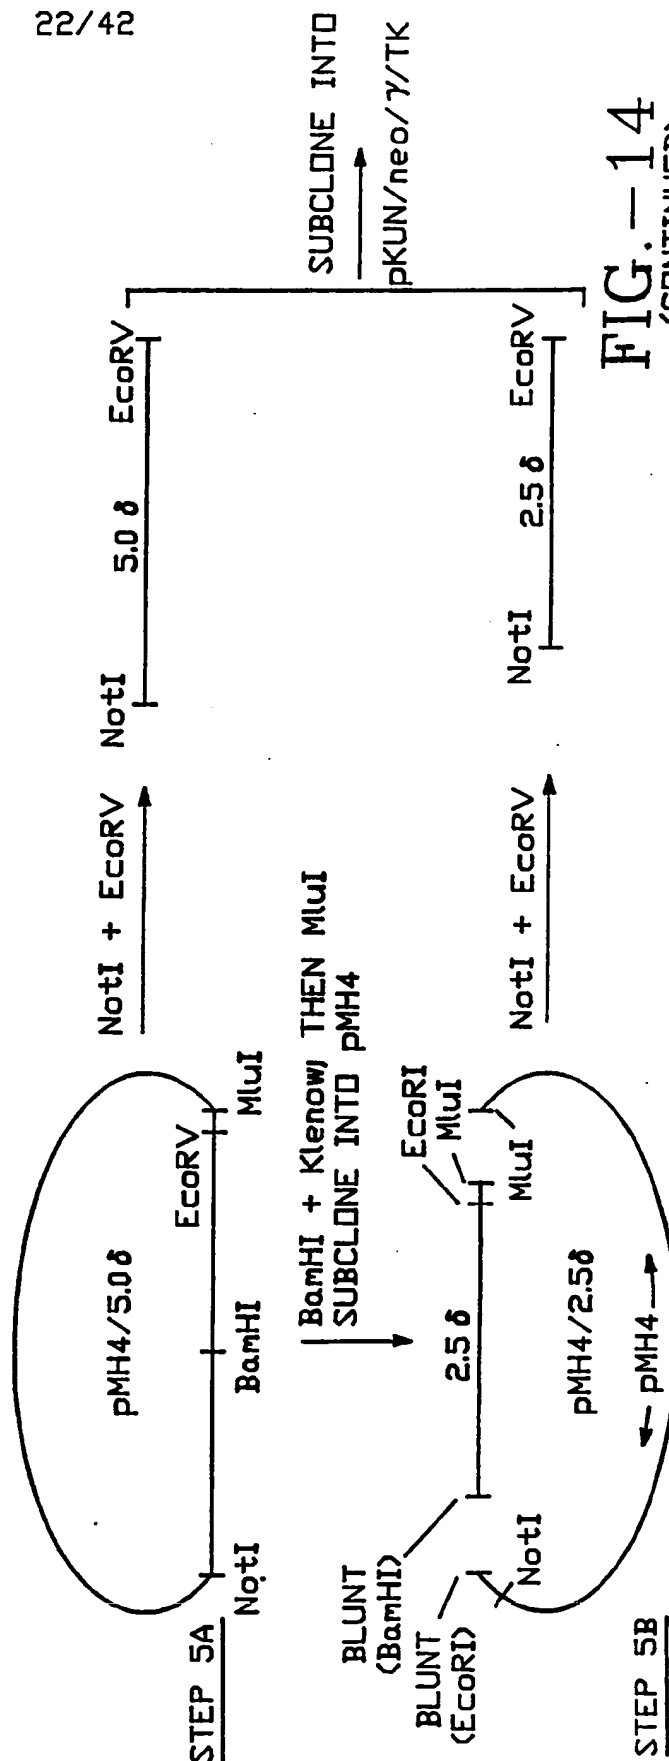 22/42
STEP 5A
pMH4/5.0δ
NotI
BamHI
EcoRV
MluI
NotI + EcoRV
NotI
5.0 δ
EcoRV
BamHI + Klenow; THEN MluI
SUBCLONE INTO pMH4
SUBCLONE INTO
pKUN/neo/γ/TK
STEP 5B
BLUNT
(BamHI)
BLUNT
(EcoRI)
NotI
2.5 δ
EcoRI
MluI
MluI
pMH4/2.5δ
pMH4
NotI + EcoRV
NotI
2.5 δ
EcoRV
FIG.-14
(CONTINUED)